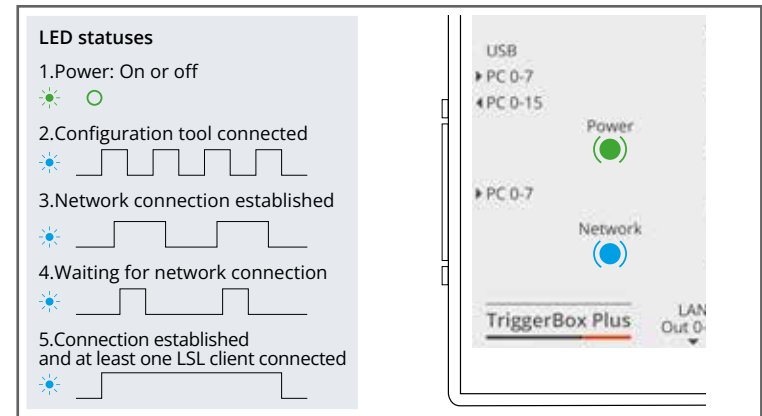 LED statuses
1.Power: On or off
2.Configuration tool connected
3.Network connection established
4.Waiting for network connection
5.Connection established
and at least one LSL client connected
USB
PC 0-7
PC 0-15
Power
PC 0-7
Network
TriggerBox Plus
LAN
Out 0-